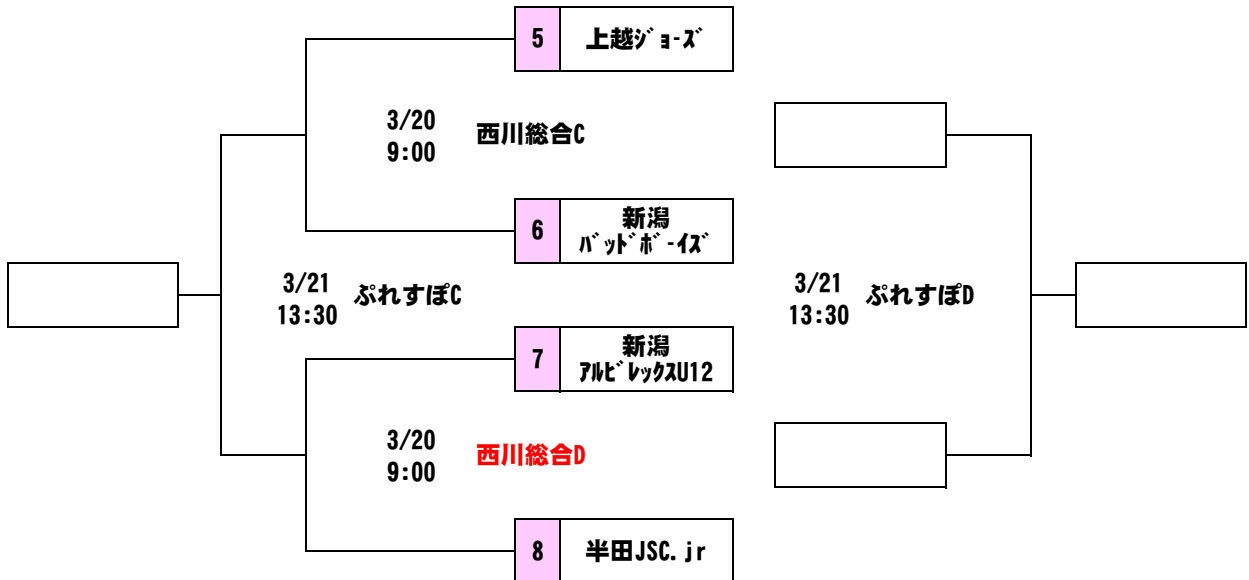 5 上越ｼﾞｮｰｽﾞ
3/20
9:00
西川総合C
6 新潟
ﾊﾞｯﾄﾞﾎﾞｰｲｽﾞ
3/21
13:30
ぷれすぽC
3/21
13:30
ぷれすぽD
7 新潟
ｱﾙﾋﾞﾚｯｸｽU12
3/20
9:00
西川総合D
8 半田JSC.jr